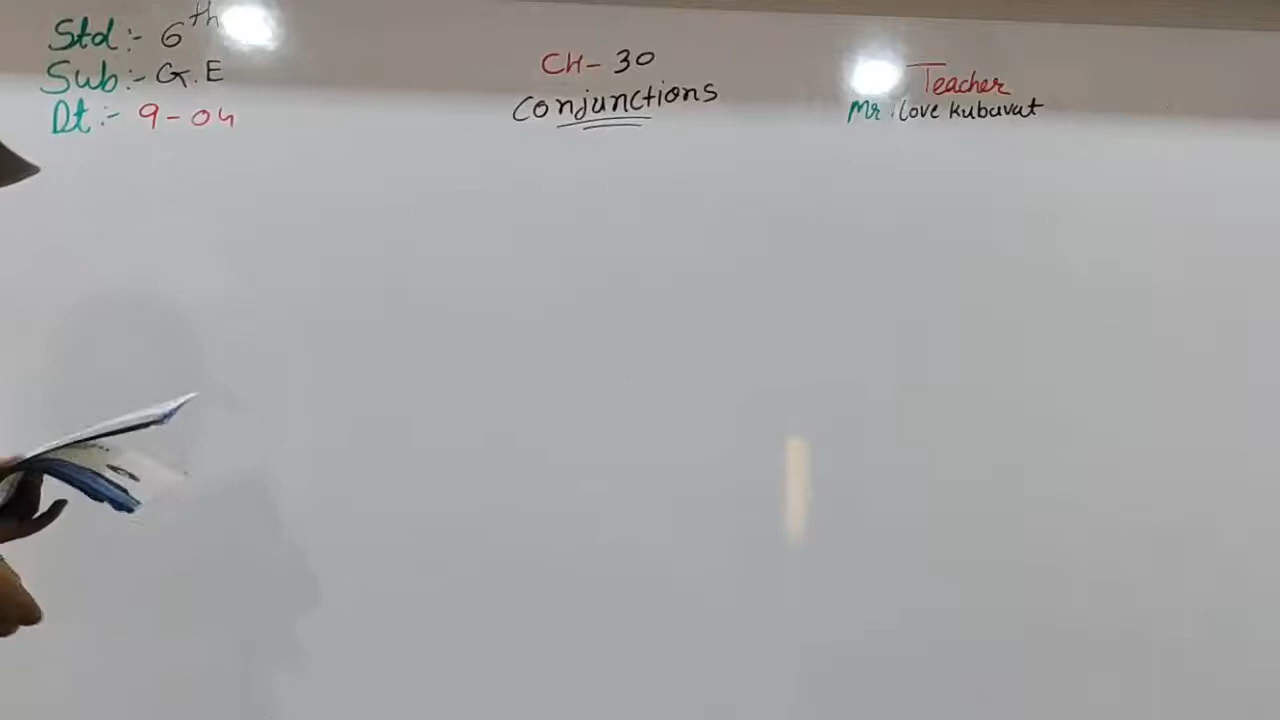 Std:- 6th
Sub:- G.E
Dt:- 9-04
CH- 30
Conjunctions
Teacher
Mr. love kubavat